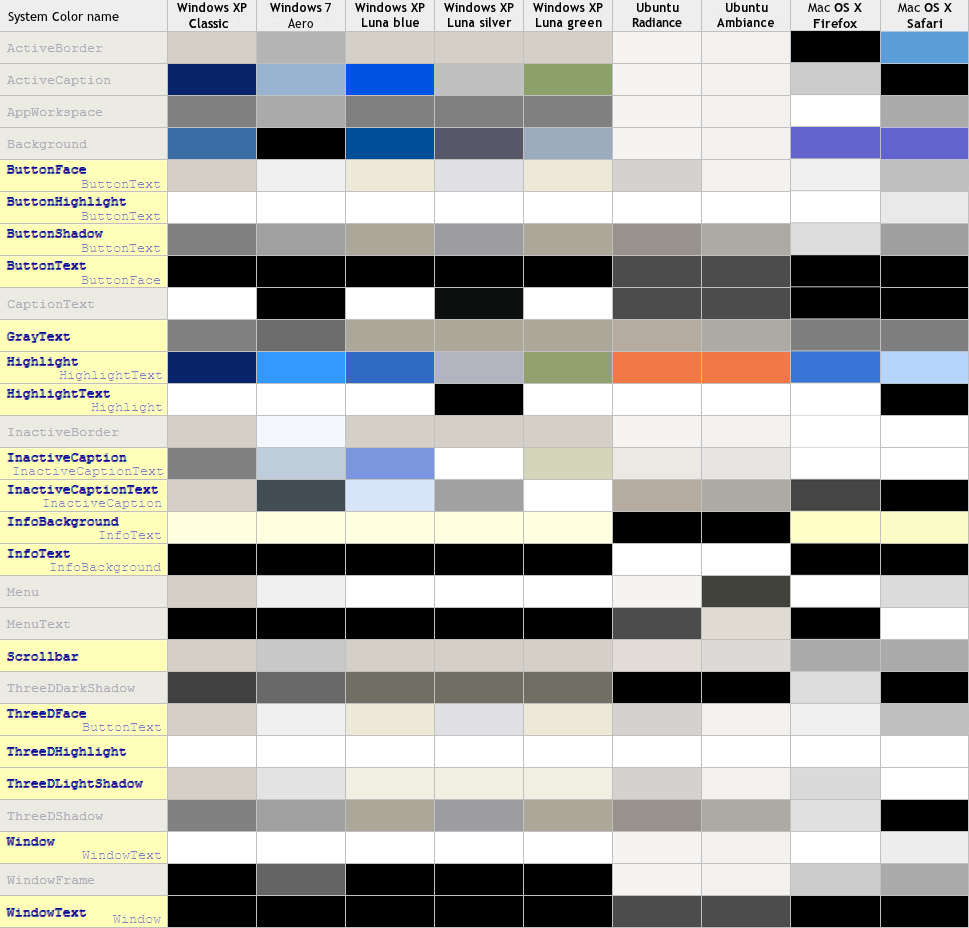 System Color name
Windows XP Classic
Windows 7 Aero
Windows XP Luna blue
Windows XP Luna silver
Windows XP Luna green
Ubuntu Radiance
Ubuntu Ambiance
Mac OS X Firefox
Mac OS X Safari
ActiveBorder
ActiveCaption
AppWorkspace
Background
ButtonFace
ButtonText
ButtonHighlight
ButtonText
ButtonShadow
ButtonText
ButtonText
ButtonFace
CaptionText
GrayText
Highlight
HighlightText
HighlightText
Highlight
InactiveBorder
InactiveCaption
InactiveCaptionText
InactiveCaptionText
InactiveCaption
InfoBackground
InfoText
InfoText
InfoBackground
Menu
MenuText
Scrollbar
ThreeDDarkShadow
ThreeDFace
ButtonText
ThreeDHighlight
ThreeDLightShadow
ThreeDShadow
Window
WindowText
WindowFrame
WindowText
Window